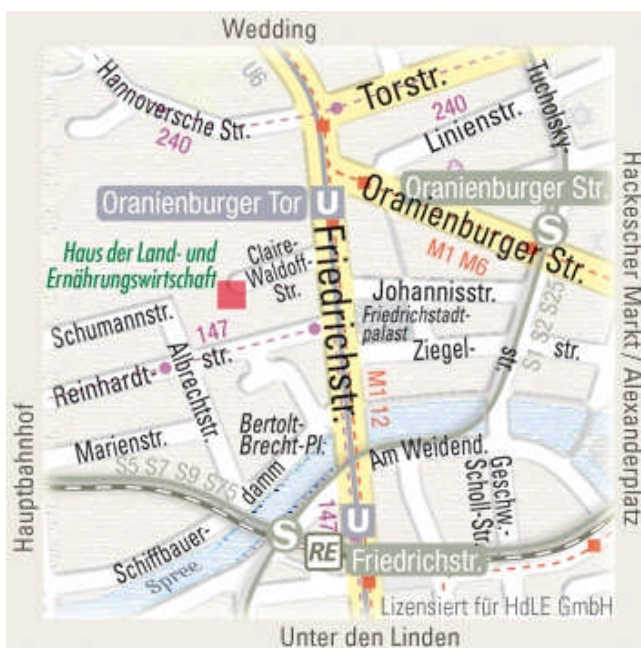 Wedding
Hannoversche Str.
240
U6
Torstr.
240
Linienstr.
Tucholsky-
Oranienburger Tor
U
Oranienburger Str.
Oranienburger Str.
S
M1 M6
Hackescher Markt / Alexanderplatz
Haus der Land- und
Ernährungswirtschaft
Claire-
Waldoff-
Str.
Friedrichstr.
Johannisstr.
Friedrichstadt-
palast
Ziegel-
str.
str.
S1 S2 S25
Schumannstr.
147
Reinhardt-
str.
Albrechtstr.
M1 12
Marienstr.
Bertolt-
Brecht-Pl.
Am Weidend.
damm
S5 S7 S9 S75
Geschw.-
Scholl-Str.
Hauptbahnhof
Schiffbauer-
Spree
147
U
S
RE
Friedrichstr.
Lizensiert für HdLE GmbH
Unter den Linden